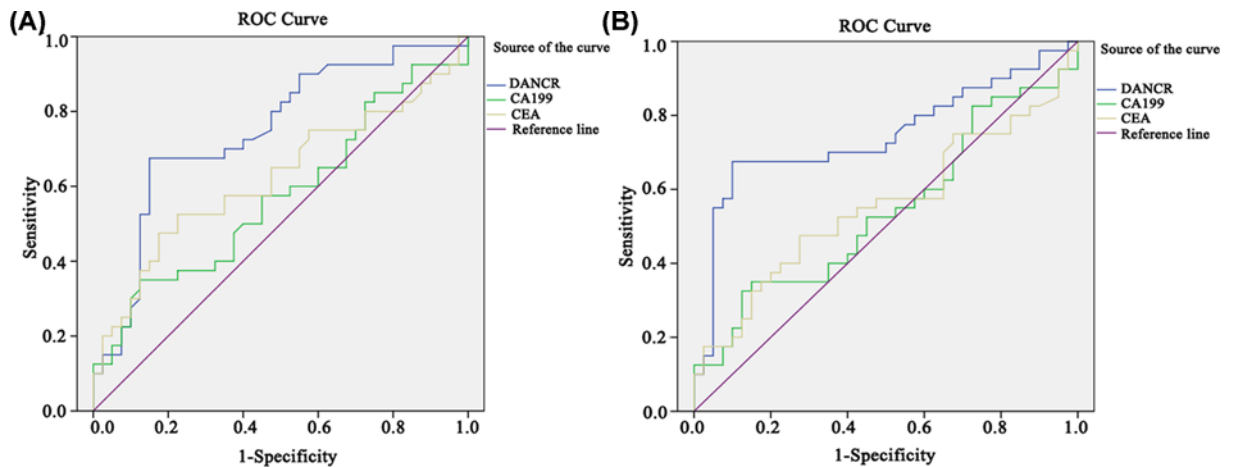 (A)
ROC Curve
Source of the curve
DANCR
CA199
CEA
Reference line
1.0
0.8
0.6
0.4
0.2
0.0
Sensitivity
0.0 0.2 0.4 0.6 0.8 1.0
1-Specificity
(B)
ROC Curve
Source of the curve
DANCR
CA199
CEA
Reference line
1.0
0.8
0.6
0.4
0.2
0.0
Sensitivity
0.0 0.2 0.4 0.6 0.8 1.0
1-Specificity